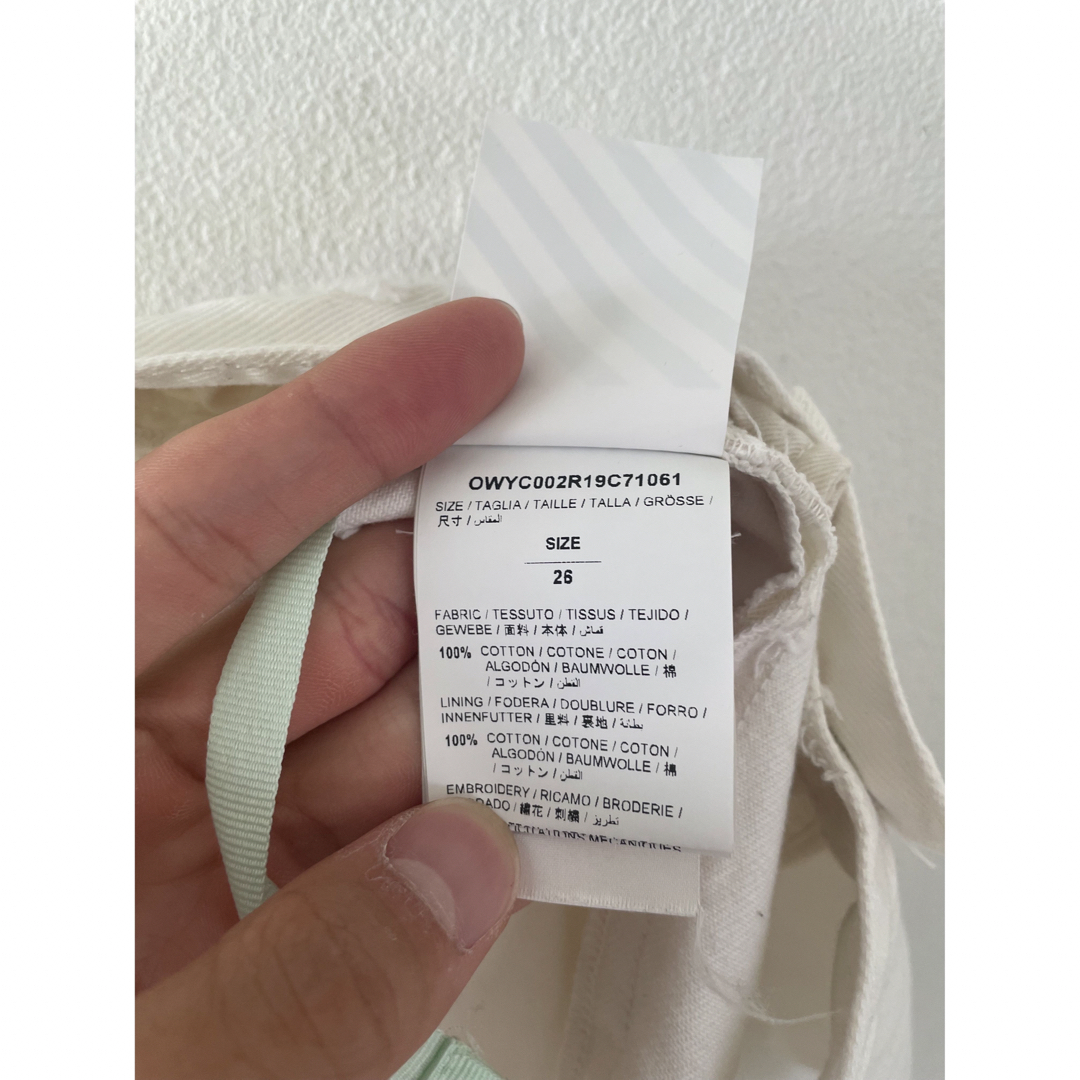 OWYC002R19C71061
SIZE / TAGLIA / TAILLE / TALLA / GRÖSSE /
尺寸 / المقاس
SIZE
26
FABRIC / TESSUTO / TISSUS / TEJIDO /
GEWEBE / 面料 / 本体 / قماش
100% COTTON / COTONE / COTON /
ALGODÓN / BAUMWOLLE / 棉
/ コットン / القطن
LINING / FODERA / DOUBLURE / FORRO /
INNENFUTTER / 里料 / 裏地 / بطانة
100% COTTON / COTONE / COTON /
ALGODÓN / BAUMWOLLE / 棉
/ コットン / القطن
EMBROIDERY / RICAMO / BRODERIE /
/ 繡花 / 刺繍 / تطريز
MECANIQUES